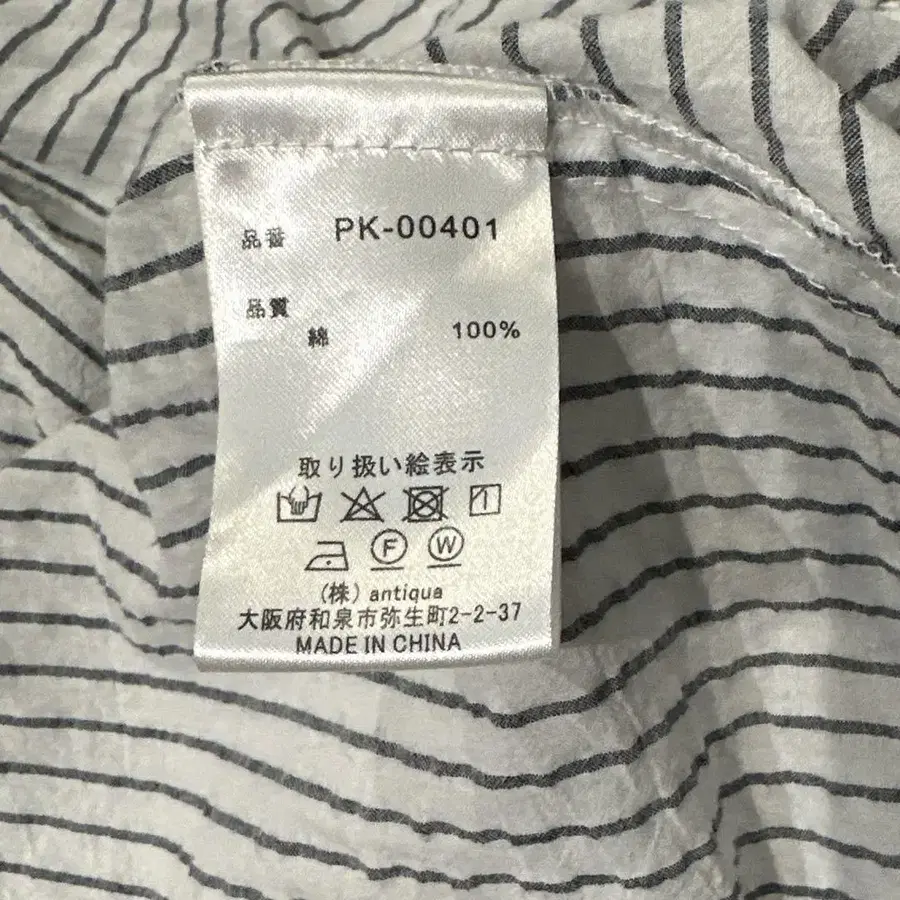 品番 PK-00401
品質
綿 100%
取り扱い絵表示
F W
(株) antiqua
大阪府和泉市弥生町2-2-37
MADE IN CHINA